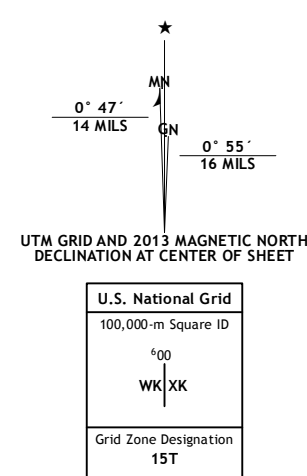 ★
MN
0° 47´
14 MILS
GN
0° 55´
16 MILS
UTM GRID AND 2013 MAGNETIC NORTH
DECLINATION AT CENTER OF SHEET
U.S. National Grid
100,000-m Square ID
⁶00
WK XK
Grid Zone Designation
15T